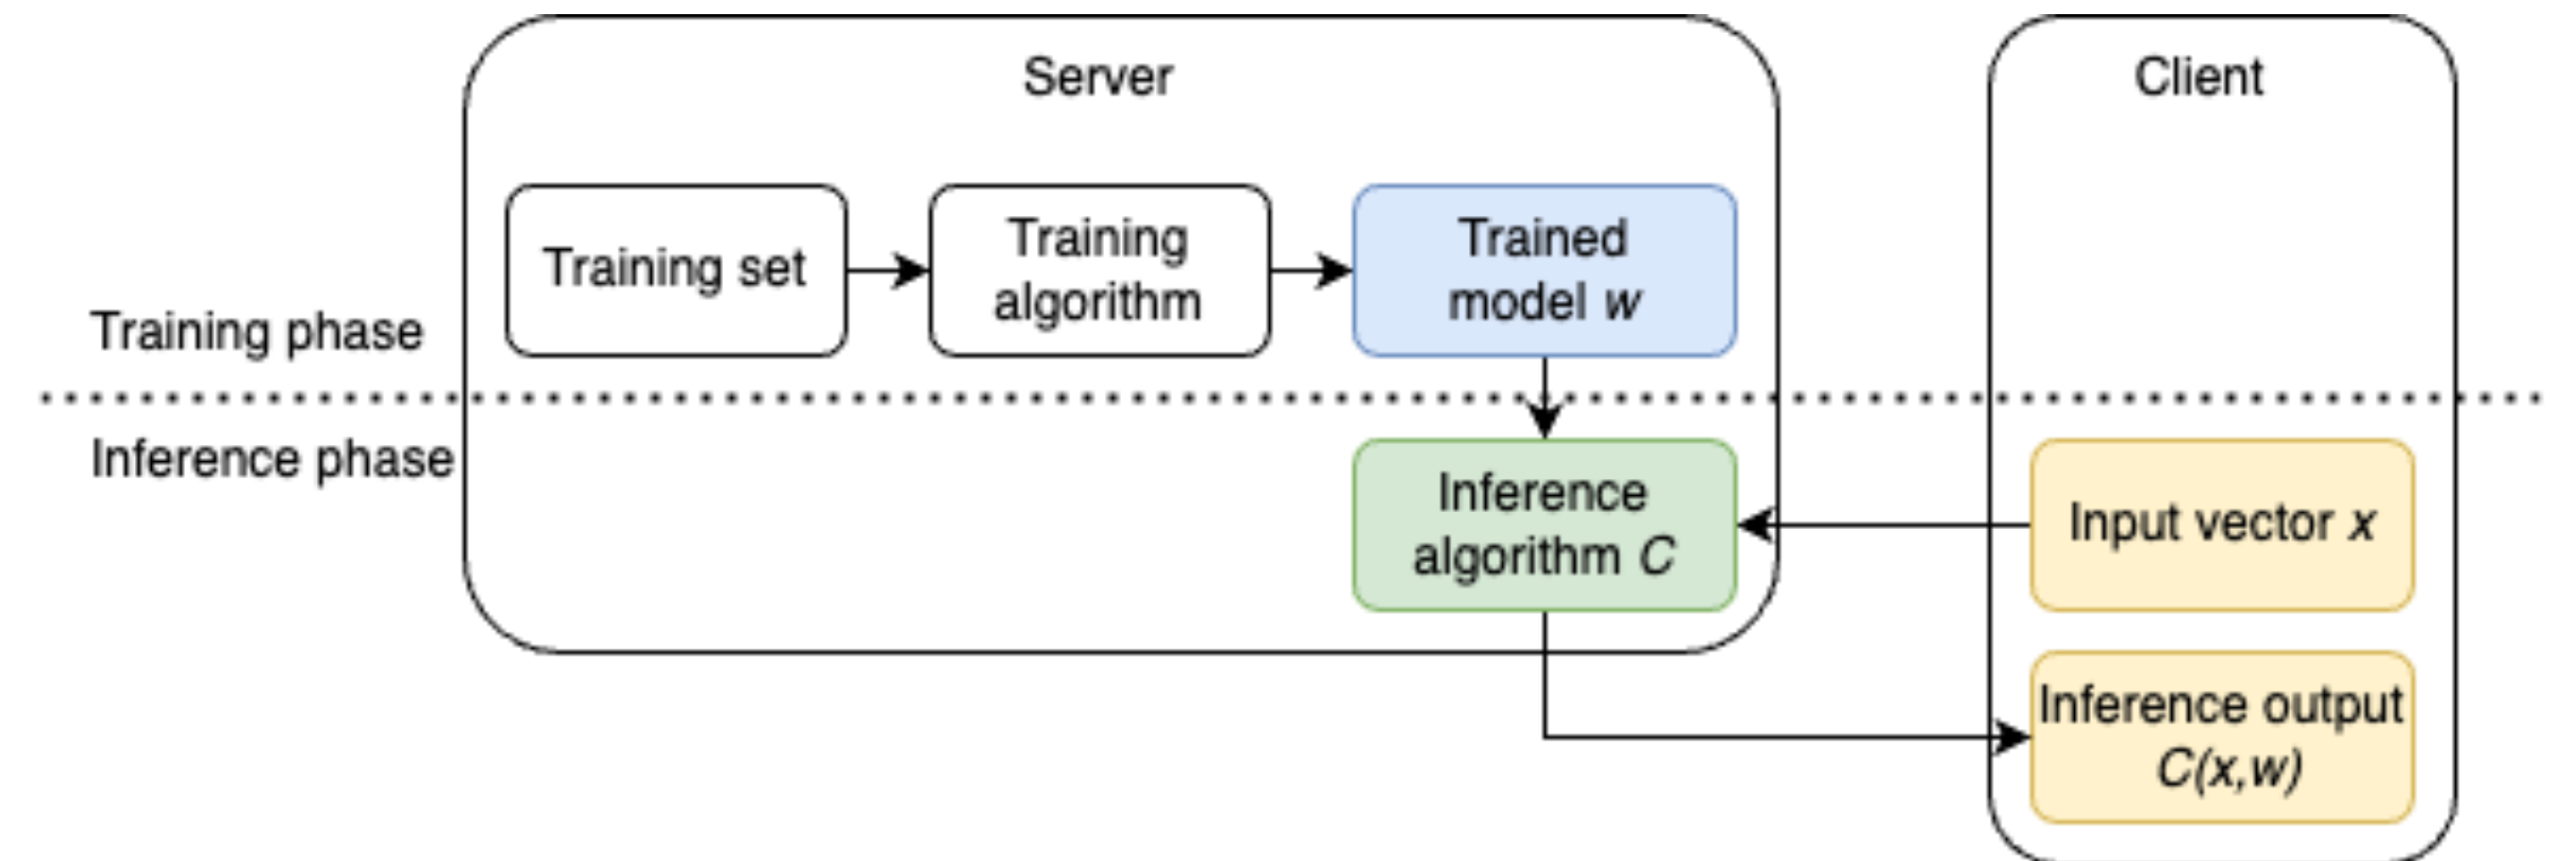 Server
Client
Training set
Training
algorithm
Trained
model w
Training phase
Inference phase
Inference
algorithm C
Input vector x
Inference output
C(x,w)